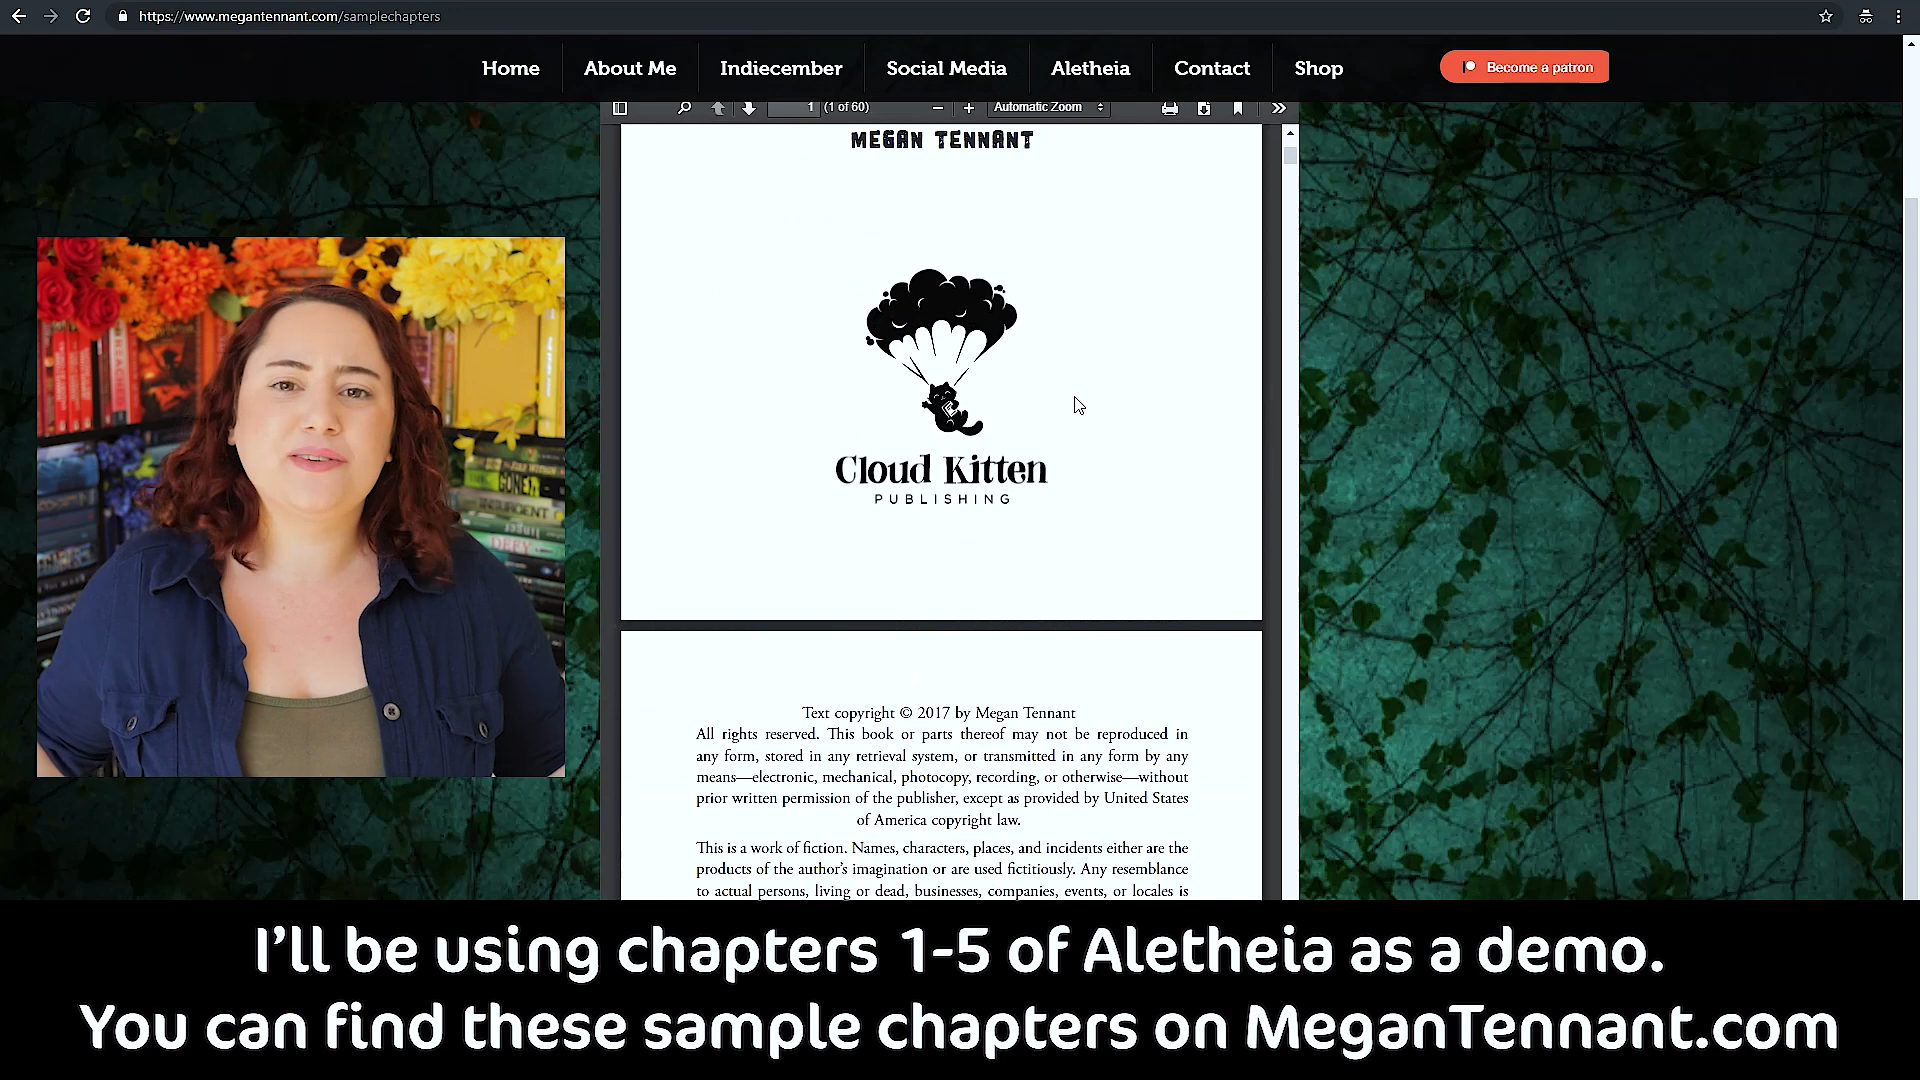 https://www.megantennant.com/samplechapters
Home
About Me
Indiecember
Social Media
Aletheia
Contact
Shop
Become a patron
1 (1 of 60)
Automatic Zoom
MEGAN TENNANT
Cloud Kitten
PUBLISHING
GONE
INSURGENT
DEFY
Text copyright © 2017 by Megan Tennant
All rights reserved. This book or parts thereof may not be reproduced in
any form, stored in any retrieval system, or transmitted in any form by any
means—electronic, mechanical, photocopy, recording, or otherwise—without
prior written permission of the publisher, except as provided by United States
of America copyright law.
This is a work of fiction. Names, characters, places, and incidents either are the
products of the author's imagination or are used fictitiously. Any resemblance
to actual persons, living or dead, businesses, companies, events, or locales is
I'll be using chapters 1-5 of Aletheia as a demo.
You can find these sample chapters on MeganTennant.com